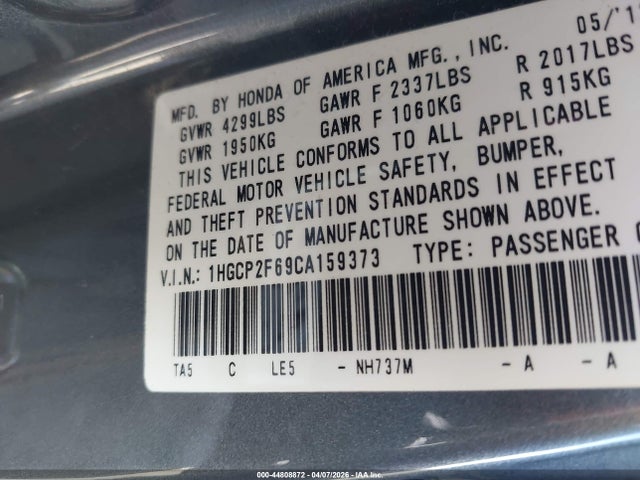 05/1
MFD. BY HONDA OF AMERICA MFG., INC.
GVWR 4299LBS GAWR F 2337LBS R 2017LBS
GVWR 1950KG GAWR F 1060KG R 915KG
THIS VEHICLE CONFORMS TO ALL APPLICABLE
FEDERAL MOTOR VEHICLE SAFETY, BUMPER,
AND THEFT PREVENTION STANDARDS IN EFFECT
ON THE DATE OF MANUFACTURE SHOWN ABOVE.
V.I.N.: 1HGCP2F69CA159373 TYPE: PASSENGER
TA5 C LE5 - NH737M - A - A
000-44808872 - 04/07/2026 - IAA Inc.